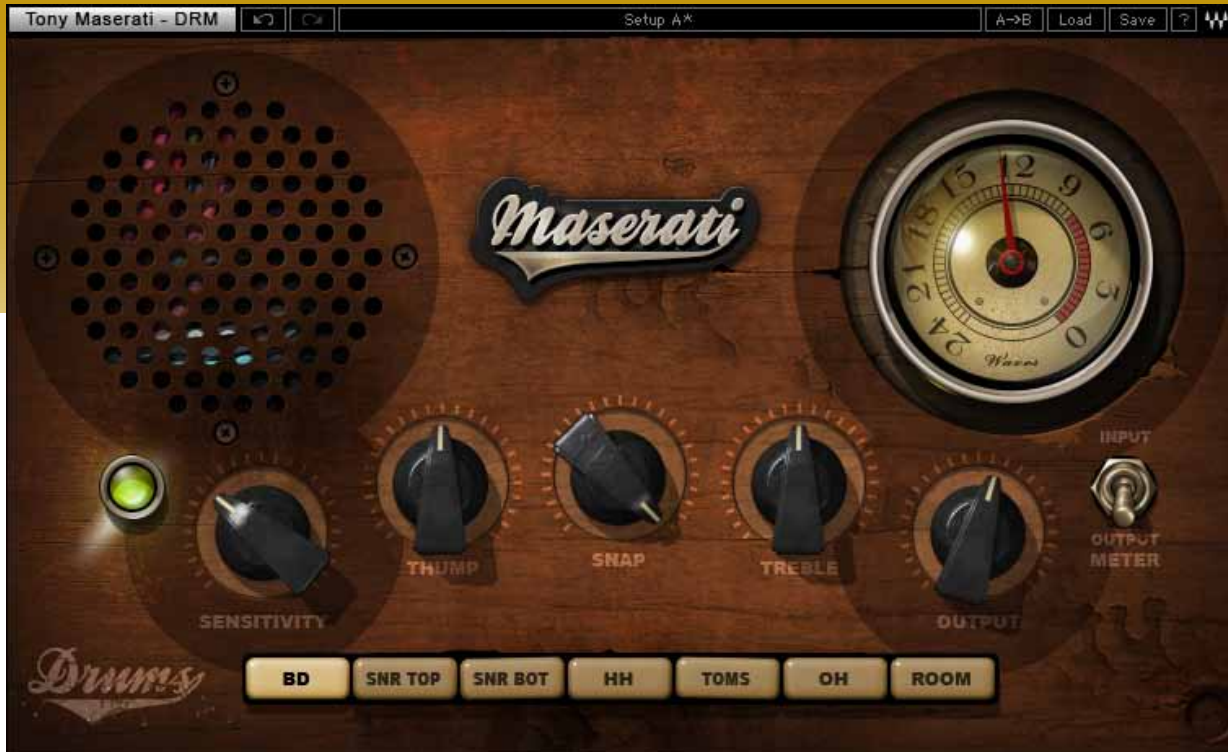 Tony Maserati - DRM
Setup A*
A->B Load Save ?
Maserati
15 12 9
18 6
21 3
24 0
Waves
INPUT
OUTPUT
METER
THUMP SNAP TREBLE
SENSITIVITY OUTPUT
Drums
BD SNR TOP SNR BOT HH TOMS OH ROOM